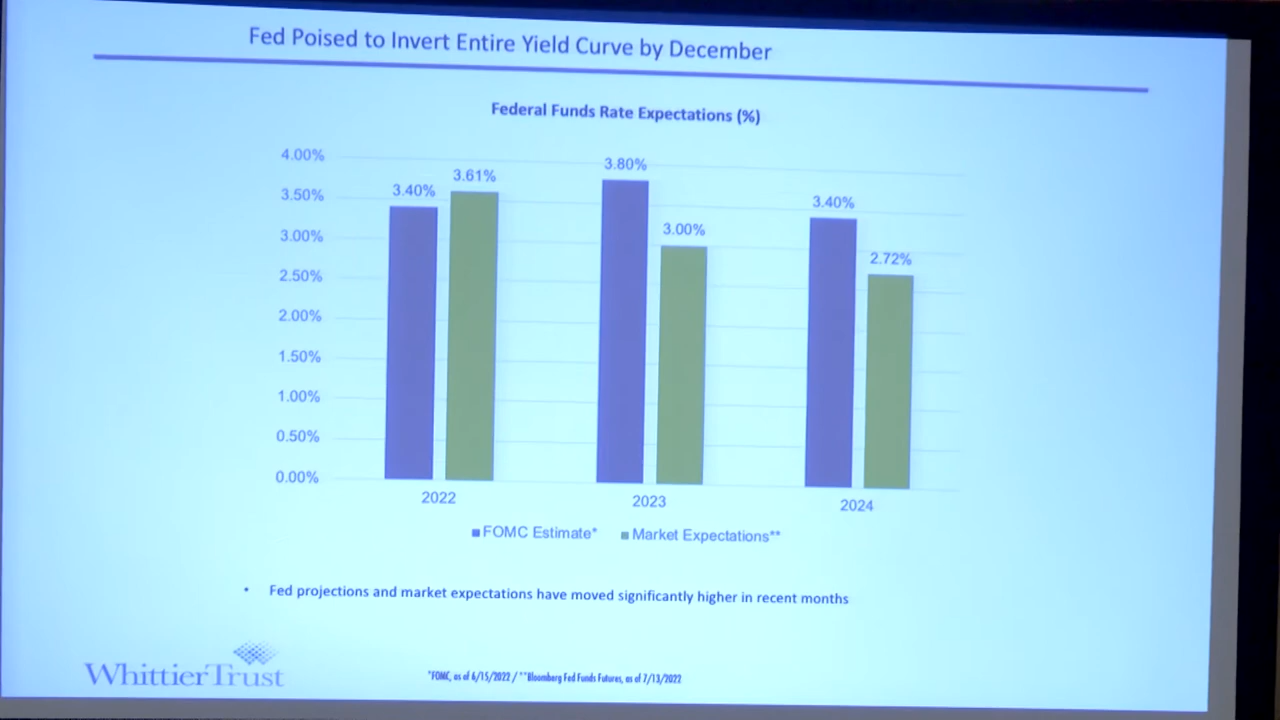 Fed Poised to Invert Entire Yield Curve by December
Federal Funds Rate Expectations (%)
4.00%
3.50%
3.00%
2.50%
2.00%
1.50%
1.00%
0.50%
0.00%
3.40%
3.61%
3.80%
3.00%
3.40%
2.72%
2022
2023
2024
FOMC Estimate*
Market Expectations**
• Fed projections and market expectations have moved significantly higher in recent months
WhittierTrust
*FOMC, as of 6/15/2022 / **Bloomberg Fed Funds Futures, as of 7/13/2022